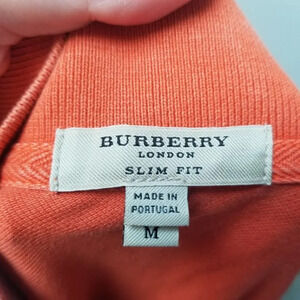 BURBERRY
LONDON
SLIM FIT
MADE IN
PORTUGAL
M